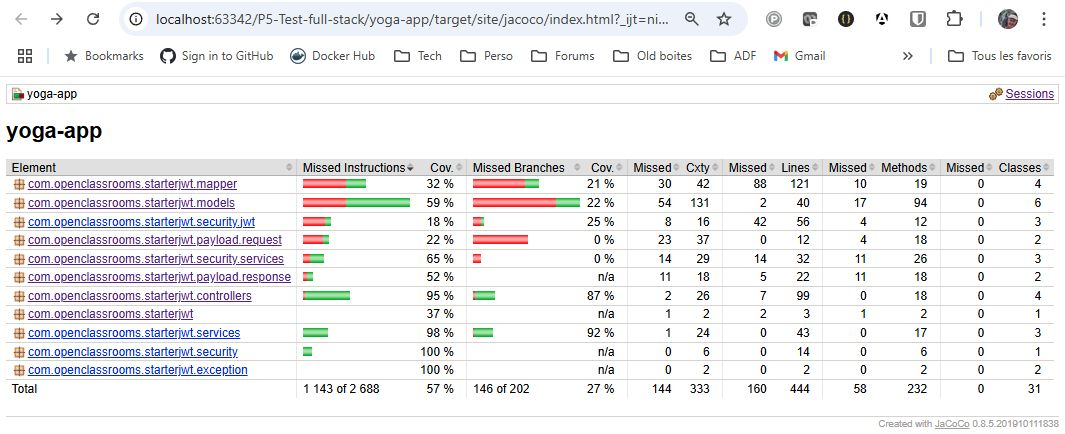 localhost:63342/P5-Test-full-stack/yoga-app/target/site/jacoco/index.html?_ijt=ni...
Bookmarks Sign in to GitHub Docker Hub Tech Perso Forums Old boites ADF Gmail Tous les favoris
yoga-app Sessions
yoga-app
Element Missed Instructions Cov. Missed Branches Cov. Missed Cxty Missed Lines Missed Methods Missed Classes
com.openclassrooms.starterjwt.mapper 32 % 21 % 30 42 88 121 10 19 0 4
com.openclassrooms.starterjwt.models 59 % 22 % 54 131 2 40 17 94 0 6
com.openclassrooms.starterjwt.security.jwt 18 % 25 % 8 16 42 56 4 12 0 3
com.openclassrooms.starterjwt.payload.request 22 % 0 % 23 37 0 12 4 18 0 2
com.openclassrooms.starterjwt.security.services 65 % 0 % 14 29 14 32 11 26 0 3
com.openclassrooms.starterjwt.payload.response 52 % n/a 11 18 5 22 11 18 0 2
com.openclassrooms.starterjwt.controllers 95 % 87 % 2 26 7 99 0 18 0 4
com.openclassrooms.starterjwt 37 % n/a 1 2 2 3 1 2 0 1
com.openclassrooms.starterjwt.services 98 % 92 % 1 24 0 43 0 17 0 3
com.openclassrooms.starterjwt.security 100 % n/a 0 6 0 14 0 6 0 1
com.openclassrooms.starterjwt.exception 100 % n/a 0 2 0 2 0 2 0 2
Total 1 143 of 2 688 57 % 146 of 202 27 % 144 333 160 444 58 232 0 31
Created with JaCoCo 0.8.5.201910111838